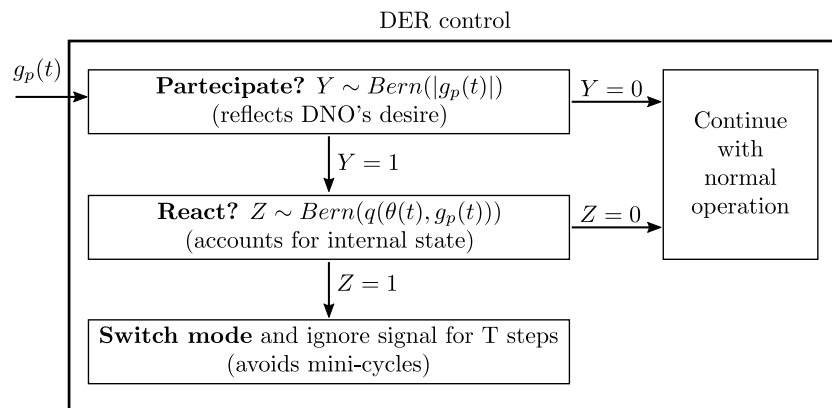 DER control
g_p(t)
Partecipate? Y ∼ Bern(|g_p(t)|)
(reflects DNO's desire)
Y = 0
Continue
with
normal
operation
Y = 1
React? Z ∼ Bern(q(θ(t), g_p(t)))
(accounts for internal state)
Z = 0
Z = 1
Switch mode and ignore signal for T steps
(avoids mini-cycles)